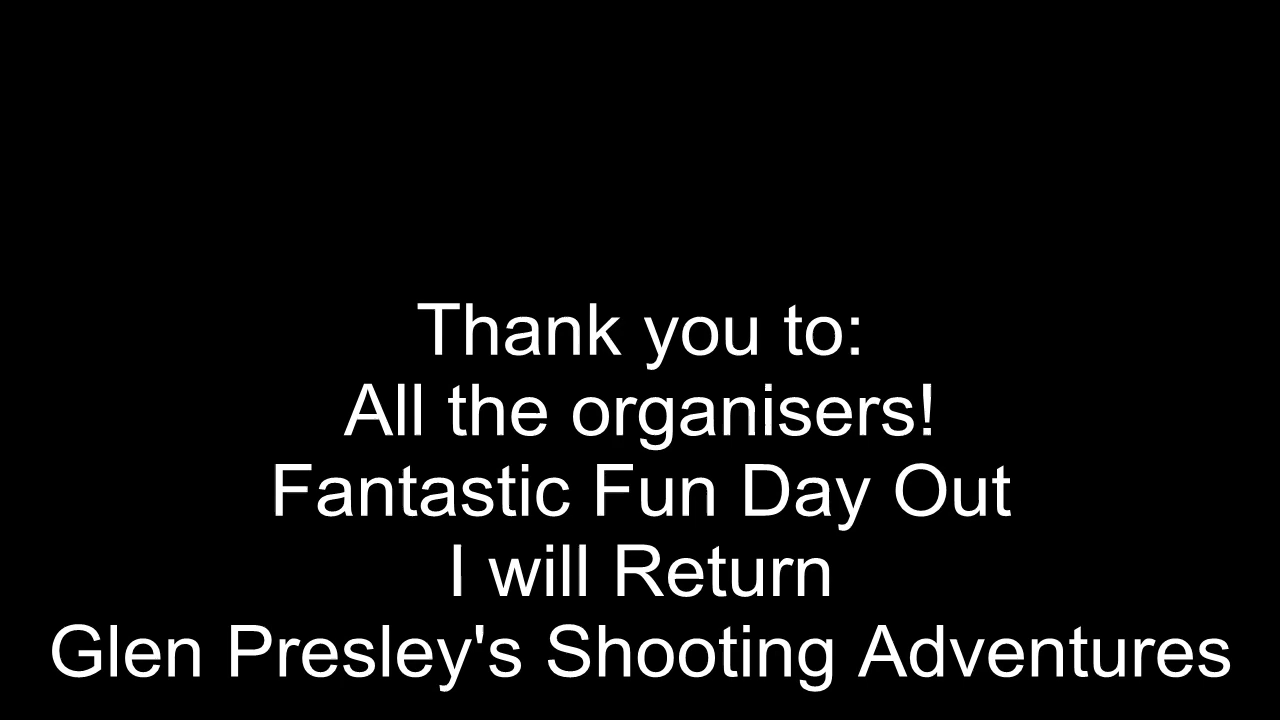 Thank you to:
All the organisers!
Fantastic Fun Day Out
I will Return
Glen Presley's Shooting Adventures